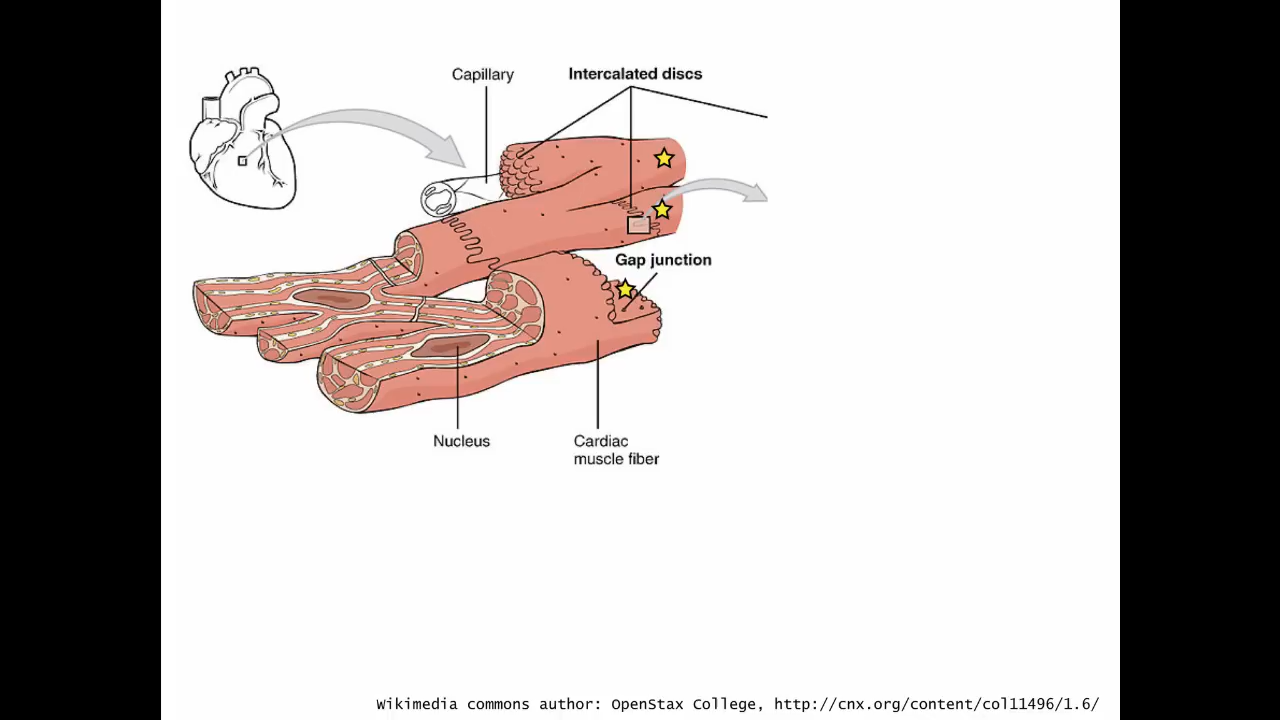 Capillary
Intercalated discs
Gap junction
Nucleus
Cardiac
muscle fiber
Wikimedia commons author: OpenStax College, http://cnx.org/content/col11496/1.6/